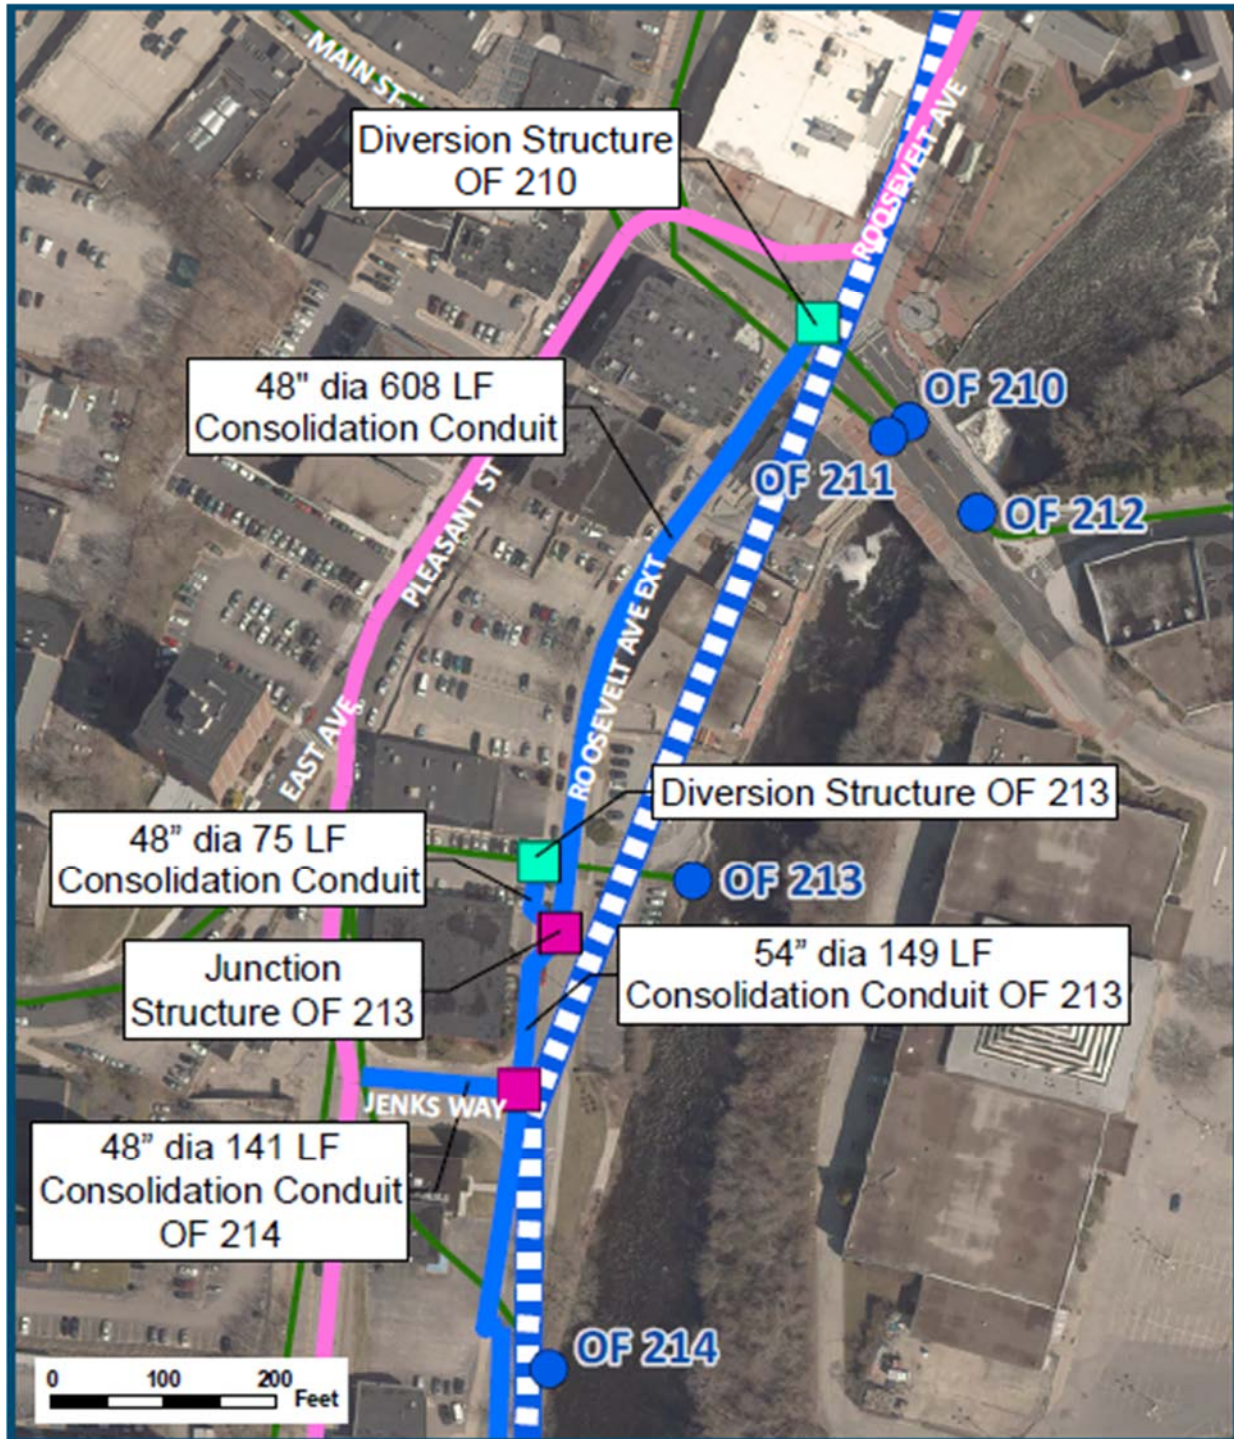 MAIN ST.
Diversion Structure
OF 210
ROOSEVELT AVE
48" dia 608 LF
Consolidation Conduit
OF 210
OF 211
OF 212
PLEASANT ST
ROOSEVELT AVE EXT
EAST AVE
Diversion Structure OF 213
48” dia 75 LF
Consolidation Conduit
OF 213
Junction
Structure OF 213
54” dia 149 LF
Consolidation Conduit OF 213
JENKS WAY
48” dia 141 LF
Consolidation Conduit
OF 214
OF 214
0 100 200
Feet